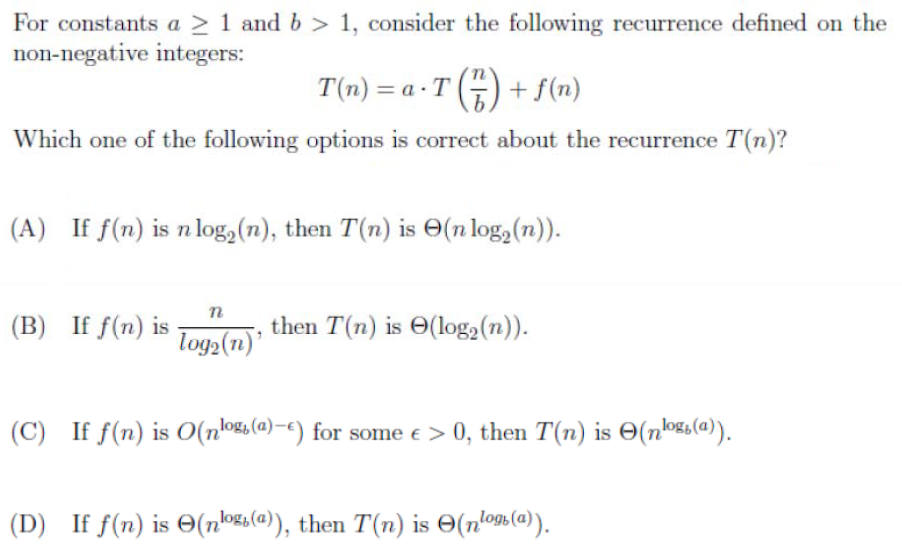 For constants a ≥ 1 and b > 1, consider the following recurrence defined on the
non-negative integers:
T(n) = a · T (n/b) + f(n)
Which one of the following options is correct about the recurrence T(n)?
(A) If f(n) is n log₂(n), then T(n) is Θ(n log₂(n)).
(B) If f(n) is n/log₂(n), then T(n) is Θ(log₂(n)).
(C) If f(n) is O(n^(log_b(a)−ϵ)) for some ϵ > 0, then T(n) is Θ(n^(log_b(a))).
(D) If f(n) is Θ(n^(log_b(a))), then T(n) is Θ(n^(log_b(a))).